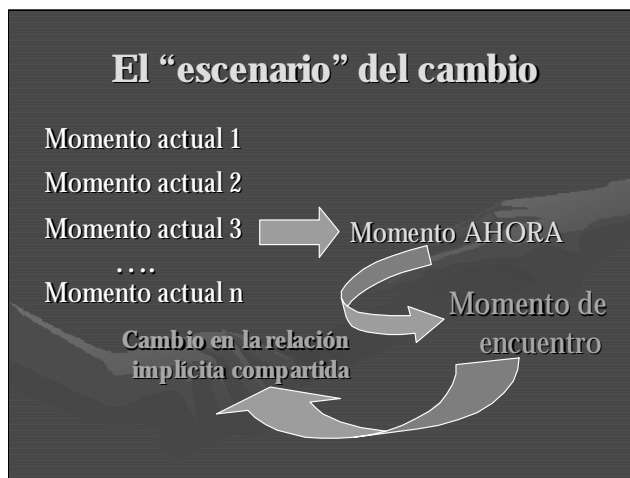 El “escenario” del cambio
Momento actual 1
Momento actual 2
Momento actual 3
Momento AHORA
….
Momento actual n
Momento de
encuentro
Cambio en la relación
implícita compartida